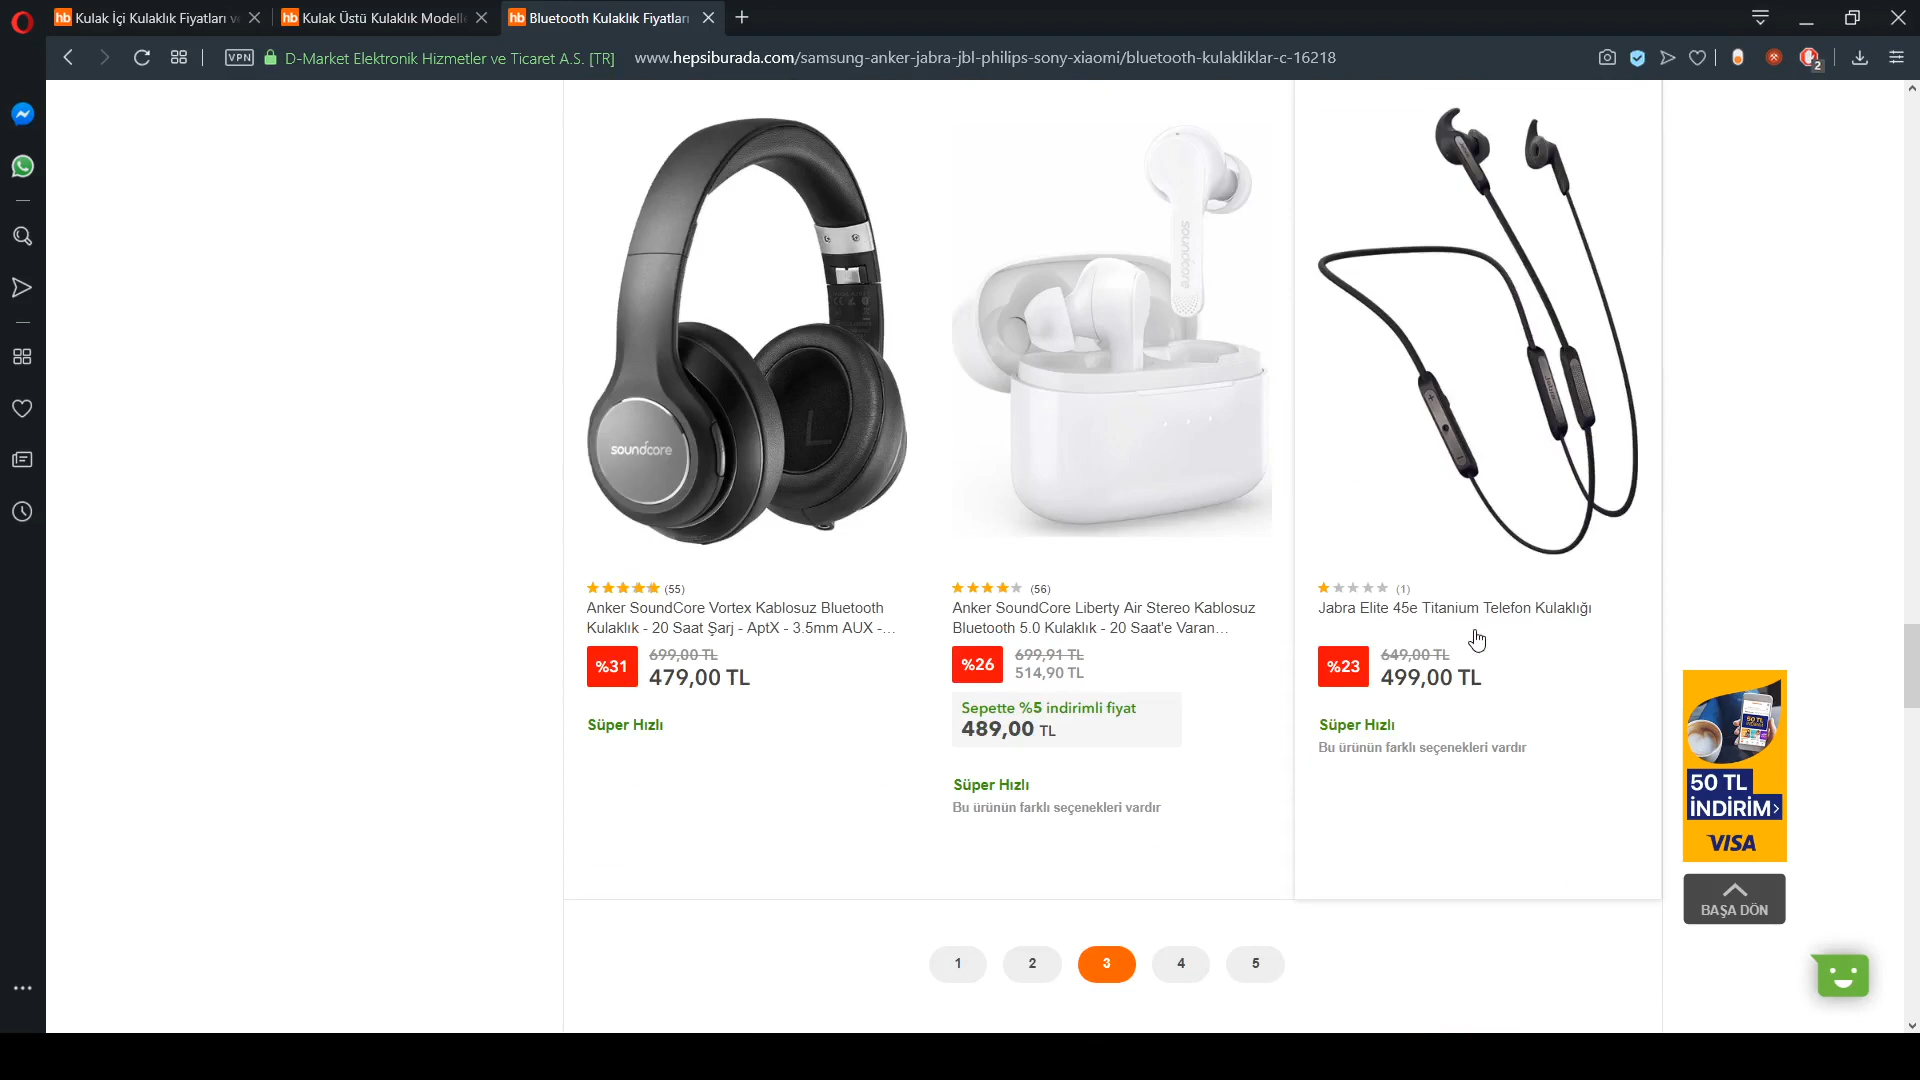 Kulak İçi Kulaklık Fiyatları v
Kulak Üstü Kulaklık Modelle
Bluetooth Kulaklık Fiyatları
VPN
D-Market Elektronik Hizmetler ve Ticaret A.S. [TR]
www.hepsiburada.com/samsung-anker-jabra-jbl-philips-sony-xiaomi/bluetooth-kulakliklar-c-16218
2
soundcore
L
soundcore
(55)
Anker SoundCore Vortex Kablosuz Bluetooth
Kulaklık - 20 Saat Şarj - AptX - 3.5mm AUX -...
%31
699,00 TL
479,00 TL
Süper Hızlı
(56)
Anker SoundCore Liberty Air Stereo Kablosuz
Bluetooth 5.0 Kulaklık - 20 Saat'e Varan...
%26
699,91 TL
514,90 TL
Sepette %5 indirimli fiyat
489,00 TL
Süper Hızlı
Bu ürünün farklı seçenekleri vardır
(1)
Jabra Elite 45e Titanium Telefon Kulaklığı
%23
649,00 TL
499,00 TL
Süper Hızlı
Bu ürünün farklı seçenekleri vardır
50 TL
İNDİRİM
VISA
BAŞA DÖN
1
2
3
4
5